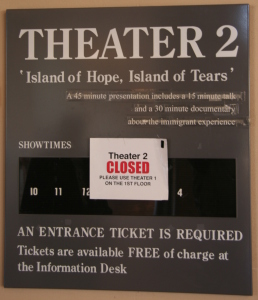 THEATER 2
'Island of Hope, Island of Tears'
A 45 minute presentation includes a 15 minute talk
and a 30 minute documentary
about the immigrant experience
SHOWTIMES
Theater 2
CLOSED
PLEASE USE THEATER 1
ON THE 1ST FLOOR
10 11 12 4
AN ENTRANCE TICKET IS REQUIRED
Tickets are available FREE of charge at
the Information Desk